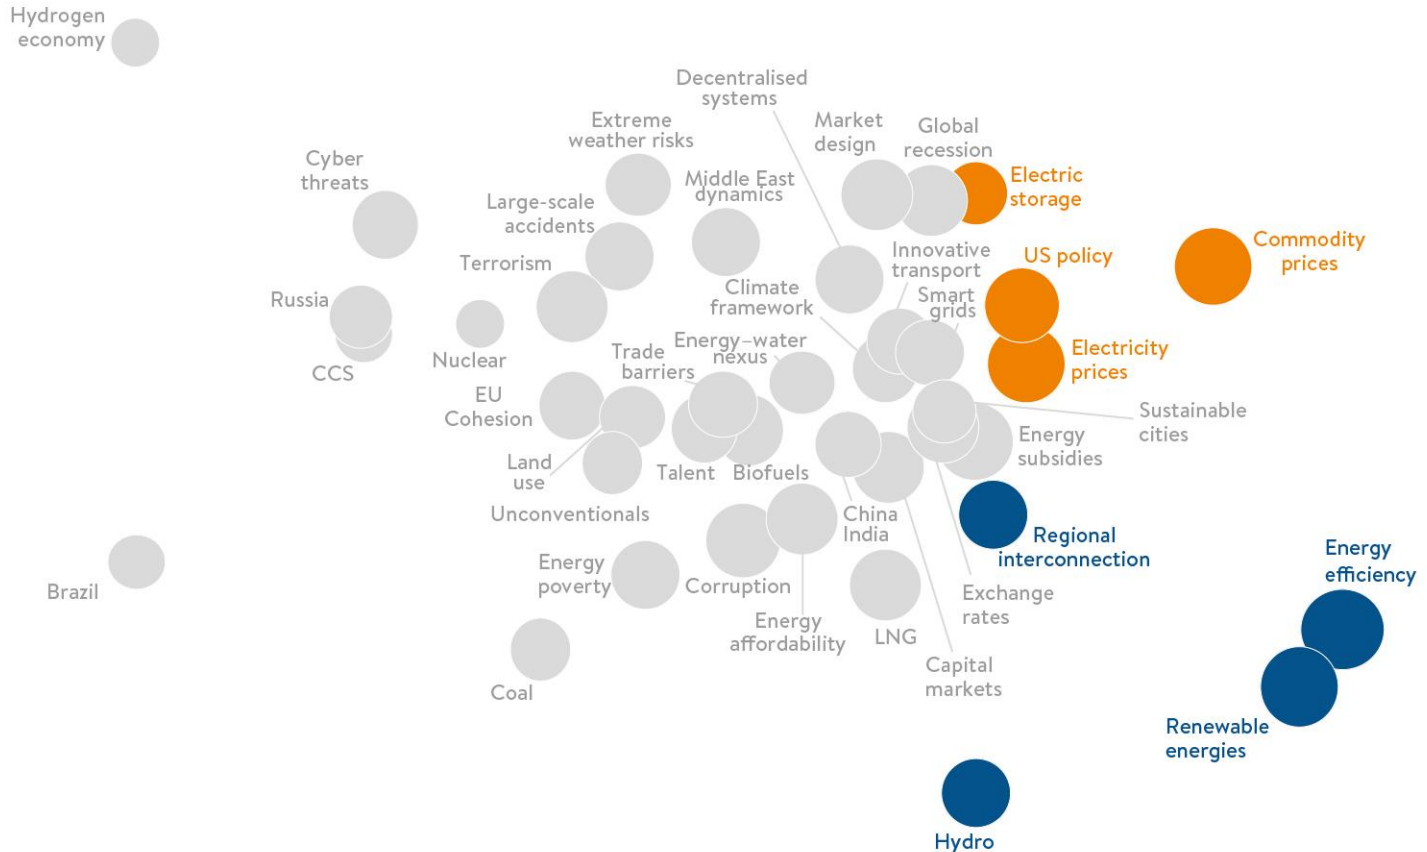 Hydrogen
economy
Decentralised
systems
Extreme
weather risks
Market
design
Global
recession
Cyber
threats
Middle East
dynamics
Electric
storage
Large-scale
accidents
Commodity
prices
Innovative
transport
US policy
Terrorism
Climate
framework
Smart
grids
Russia
Energy–water
nexus
Trade
barriers
Nuclear
Electricity
prices
CCS
EU
Cohesion
Sustainable
cities
Energy
subsidies
Land
use
Talent
Biofuels
Unconventionals
China
India
Regional
interconnection
Energy
efficiency
Energy
poverty
Corruption
Brazil
Exchange
rates
Energy
affordability
LNG
Capital
markets
Coal
Renewable
energies
Hydro